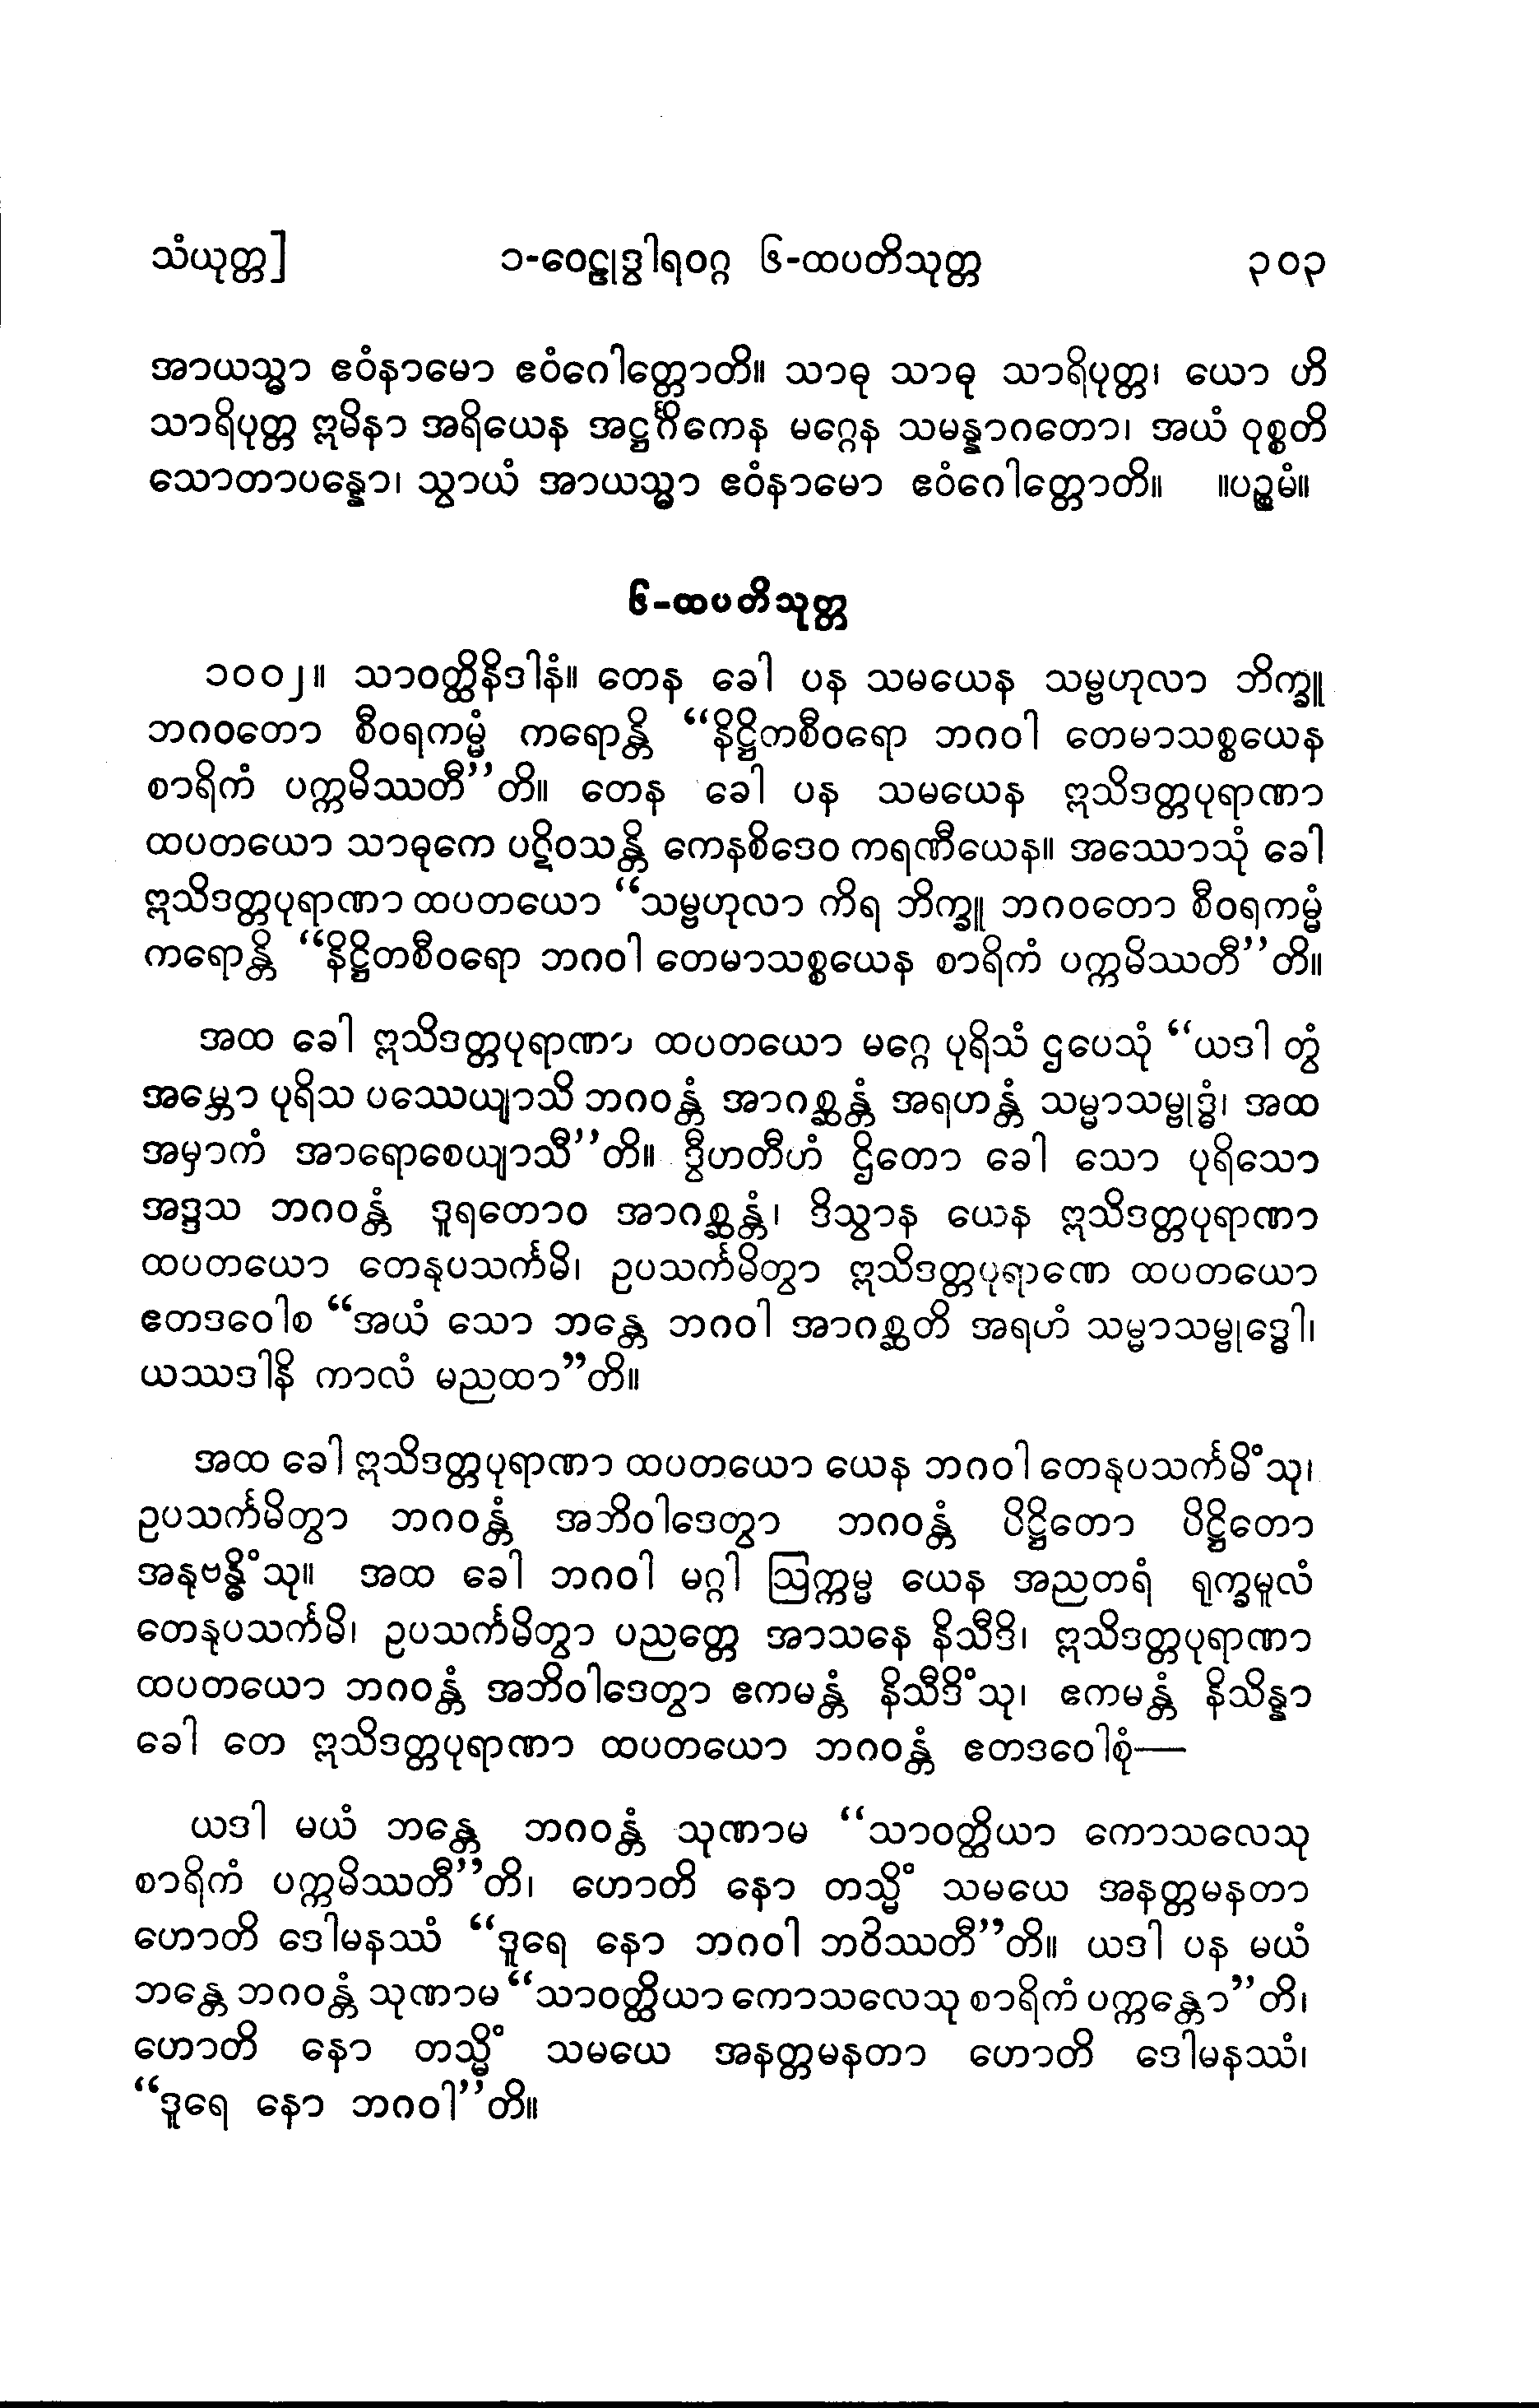 သံယုတ္တ] ၁-ဝေဠုဒွါရဝဂ္ဂ ၆-ထပတိသုတ္တ ၃၀၃
အာယသ္မာ ဧဝံနာမော ဧဝံဂေါတ္တောတိ။ သာဓု သာဓု သာရိပုတ္တ၊ ယော ဟိ
သာရိပုတ္တ ဣမိနာ အရိယေန အဋ္ဌင်္ဂိကေန မဂ္ဂေန သမန္နာဂတော၊ အယံ ဝုစ္စတိ
သောတာပန္နော၊ သွာယံ အာယသ္မာ ဧဝံနာမော ဧဝံဂေါတ္တောတိ။ ။ပဉ္စမံ။
၆-ထပတိသုတ္တ
၁၀၀၂။ သာဝတ္ထိနိဒါနံ။ တေန ခေါ ပန သမယေန သမ္ဗဟုလာ ဘိက္ခူ
ဘဂဝတော စီဝရကမ္မံ ကရောန္တိ “နိဋ္ဌိတစီဝရော ဘဂဝါ တေမာသစ္စယေန
စာရိကံ ပက္ကမိဿတီ”တိ။ တေန ခေါ ပန သမယေန ဣသိဒတ္တပုရာဏာ
ထပတယော သာဓုကေ ပဋိဝသန္တိ ကေနစိဒေဝ ကရဏီယေန။ အဿောသုံ ခေါ
ဣသိဒတ္တပုရာဏာ ထပတယော “သမ္ဗဟုလာ ကိရ ဘိက္ခူ ဘဂဝတော စီဝရကမ္မံ
ကရောန္တိ “နိဋ္ဌိတစီဝရော ဘဂဝါ တေမာသစ္စယေန စာရိကံ ပက္ကမိဿတီ”တိ။
အထ ခေါ ဣသိဒတ္တပုရာဏာ ထပတယော မဂ္ဂေ ပုရိသံ ဌပေသုံ “ယဒါ တွံ
အမ္ဘော ပုရိသ ပဿေယျာသိ ဘဂဝန္တံ အာဂစ္ဆန္တံ အရဟန္တံ သမ္မာသမ္ဗုဒ္ဓံ၊ အထ
အမှာကံ အာရောစေယျာသီ”တိ။ ဒွီဟတီဟံ ဌိတော ခေါ သော ပုရိသော
အဒ္ဒသ ဘဂဝန္တံ ဒူရတောဝ အာဂစ္ဆန္တံ၊ ဒိသွာန ယေန ဣသိဒတ္တပုရာဏာ
ထပတယော တေနုပသင်္ကမိ၊ ဥပသင်္ကမိတွာ ဣသိဒတ္တပုရာဏေ ထပတယော
ဧတဒဝေါစ “အယံ သော ဘန္တေ ဘဂဝါ အာဂစ္ဆတိ အရဟံ သမ္မာသမ္ဗုဒ္ဓေါ၊
ယဿဒါနိ ကာလံ မညထာ”တိ။
အထ ခေါ ဣသိဒတ္တပုရာဏာ ထပတယော ယေန ဘဂဝါ တေနုပသင်္ကမိံသု၊
ဥပသင်္ကမိတွာ ဘဂဝန္တံ အဘိဝါဒေတွာ ဘဂဝန္တံ ပိဋ္ဌိတော ပိဋ္ဌိတော
အနုဗန္ဓိံသု။ အထ ခေါ ဘဂဝါ မဂ္ဂါ ဩက္ကမ္မ ယေန အညတရံ ရုက္ခမူလံ
တေနုပသင်္ကမိ၊ ဥပသင်္ကမိတွာ ပညတ္တေ အာသနေ နိသီဒိ၊ ဣသိဒတ္တပုရာဏာ
ထပတယော ဘဂဝန္တံ အဘိဝါဒေတွာ ဧကမန္တံ နိသီဒိံသု၊ ဧကမန္တံ နိသိန္နာ
ခေါ တေ ဣသိဒတ္တပုရာဏာ ထပတယော ဘဂဝန္တံ ဧတဒဝေါစုံ—
ယဒါ မယံ ဘန္တေ ဘဂဝန္တံ သုဏာမ “သာဝတ္ထိယာ ကောသလေသု
စာရိကံ ပက္ကမိဿတီ”တိ၊ ဟောတိ နော တသ္မိံ သမယေ အနတ္တမနတာ
ဟောတိ ဒေါမနဿံ “ဒူရေ နော ဘဂဝါ ဘဝိဿတီ”တိ။ ယဒါ ပန မယံ
ဘန္တေ ဘဂဝန္တံ သုဏာမ “သာဝတ္ထိယာ ကောသလေသု စာရိကံ ပက္ကန္တော”တိ၊
ဟောတိ နော တသ္မိံ သမယေ အနတ္တမနတာ ဟောတိ ဒေါမနဿံ၊
“ဒူရေ နော ဘဂဝါ”တိ။